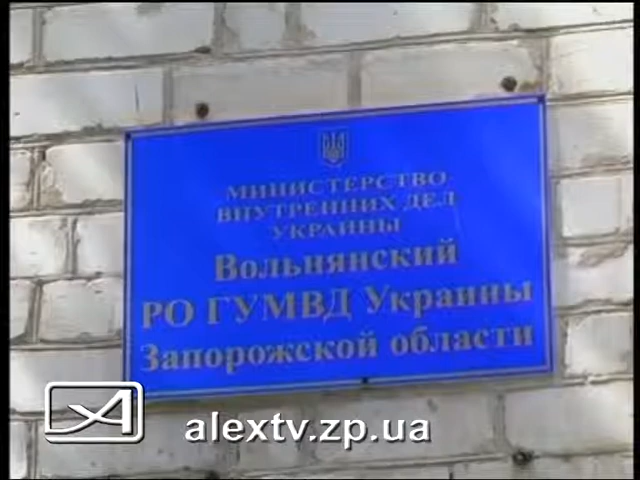 МИНИСТЕРСТВО
ВНУТРЕННИХ ДЕЛ
УКРАИНЫ
Вольнянский
РО ГУМВД Украины
Запорожской области
alextv.zp.ua